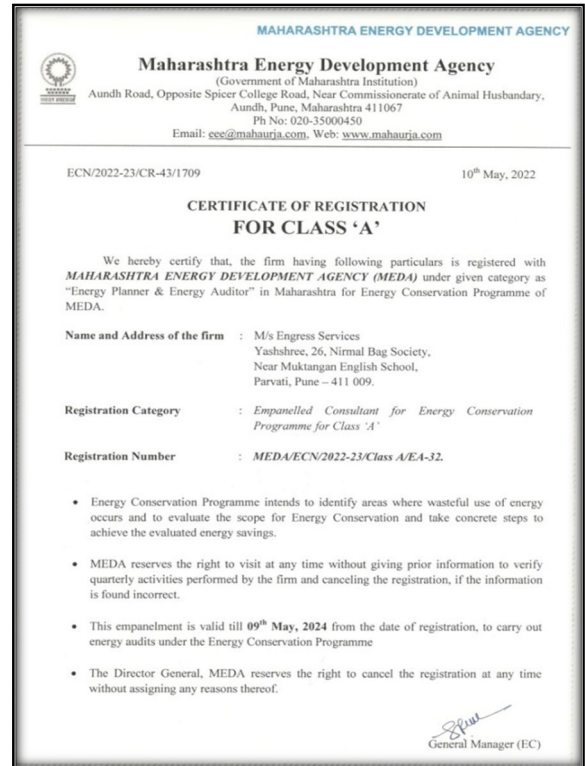 MAHARASHTRA ENERGY DEVELOPMENT AGENCY
Maharashtra Energy Development Agency
(Government of Maharashtra Institution)
Aundh Road, Opposite Spicer College Road, Near Commissionerate of Animal Husbandary,
Aundh, Pune, Maharashtra 411067
Ph No: 020-35000450
Email: eee@mahaurja.com, Web: www.mahaurja.com
ECN/2022-23/CR-43/1709 10th May, 2022
CERTIFICATE OF REGISTRATION
FOR CLASS ‘A’
We hereby certify that, the firm having following particulars is registered with
MAHARASHTRA ENERGY DEVELOPMENT AGENCY (MEDA) under given category as
“Energy Planner & Energy Auditor” in Maharashtra for Energy Conservation Programme of
MEDA.
Name and Address of the firm : M/s Engress Services
Yashshree, 26, Nirmal Bag Society,
Near Muktangan English School,
Parvati, Pune – 411 009.
Registration Category : Empanelled Consultant for Energy Conservation
Programme for Class ‘A’
Registration Number : MEDA/ECN/2022-23/Class A/EA-32.
• Energy Conservation Programme intends to identify areas where wasteful use of energy
occurs and to evaluate the scope for Energy Conservation and take concrete steps to
achieve the evaluated energy savings.
• MEDA reserves the right to visit at any time without giving prior information to verify
quarterly activities performed by the firm and canceling the registration, if the information
is found incorrect.
• This empanelment is valid till 09th May, 2024 from the date of registration, to carry out
energy audits under the Energy Conservation Programme
• The Director General, MEDA reserves the right to cancel the registration at any time
without assigning any reasons thereof.
General Manager (EC)